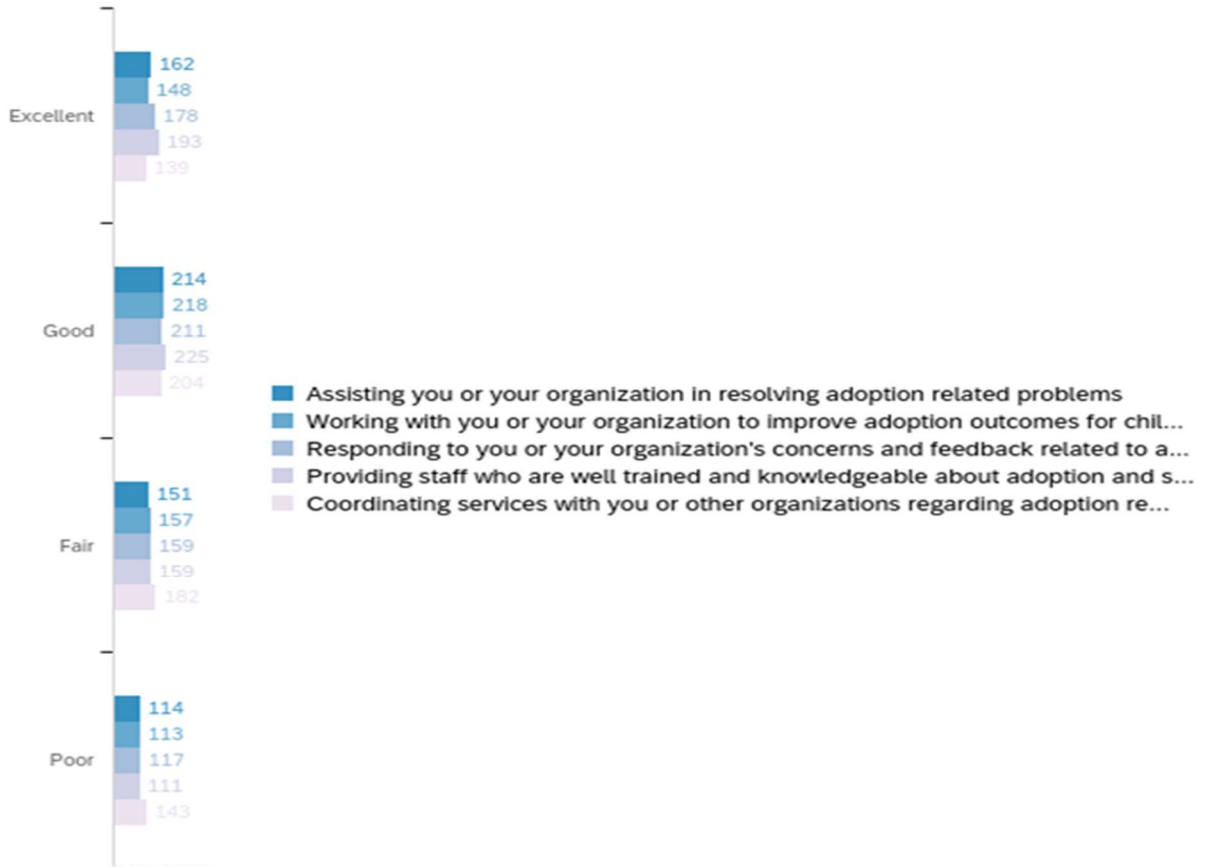 162
148
Excellent 178
193
139
214
218
Good 211
225
204
Assisting you or your organization in resolving adoption related problems
Working with you or your organization to improve adoption outcomes for chil...
Responding to you or your organization's concerns and feedback related to a...
Providing staff who are well trained and knowledgeable about adoption and s...
Coordinating services with you or other organizations regarding adoption re...
151
157
Fair 159
159
182
114
113
Poor 117
111
143